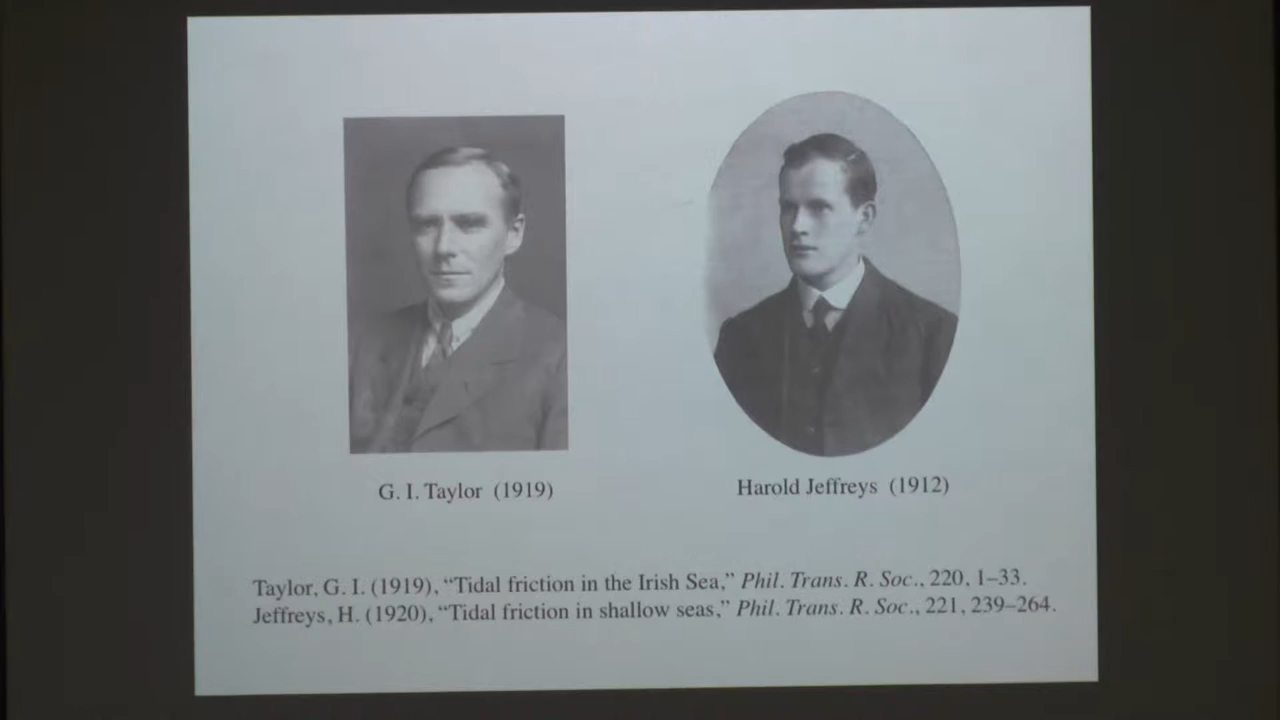 G. I. Taylor (1919)
Harold Jeffreys (1912)
Taylor, G. I. (1919), “Tidal friction in the Irish Sea,” Phil. Trans. R. Soc., 220, 1–33.
Jeffreys, H. (1920), “Tidal friction in shallow seas,” Phil. Trans. R. Soc., 221, 239–264.